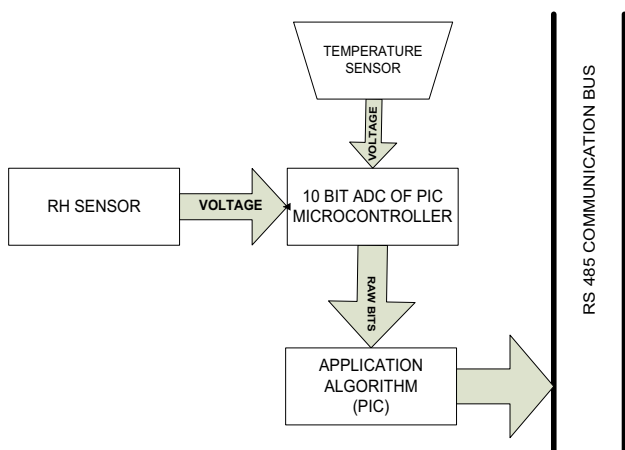 TEMPERATURE
SENSOR
VOLTAGE
RH SENSOR
VOLTAGE
10 BIT ADC OF PIC
MICROCONTROLLER
RAW BITS
APPLICATION
ALGORITHM
(PIC)
RS 485 COMMUNICATION BUS